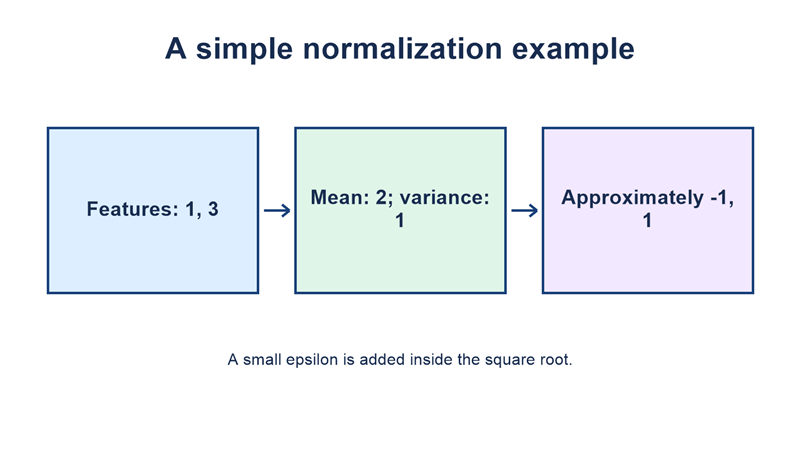 A simple normalization example
Features: 1, 3
Mean: 2; variance:
1
Approximately -1,
1
A small epsilon is added inside the square root.